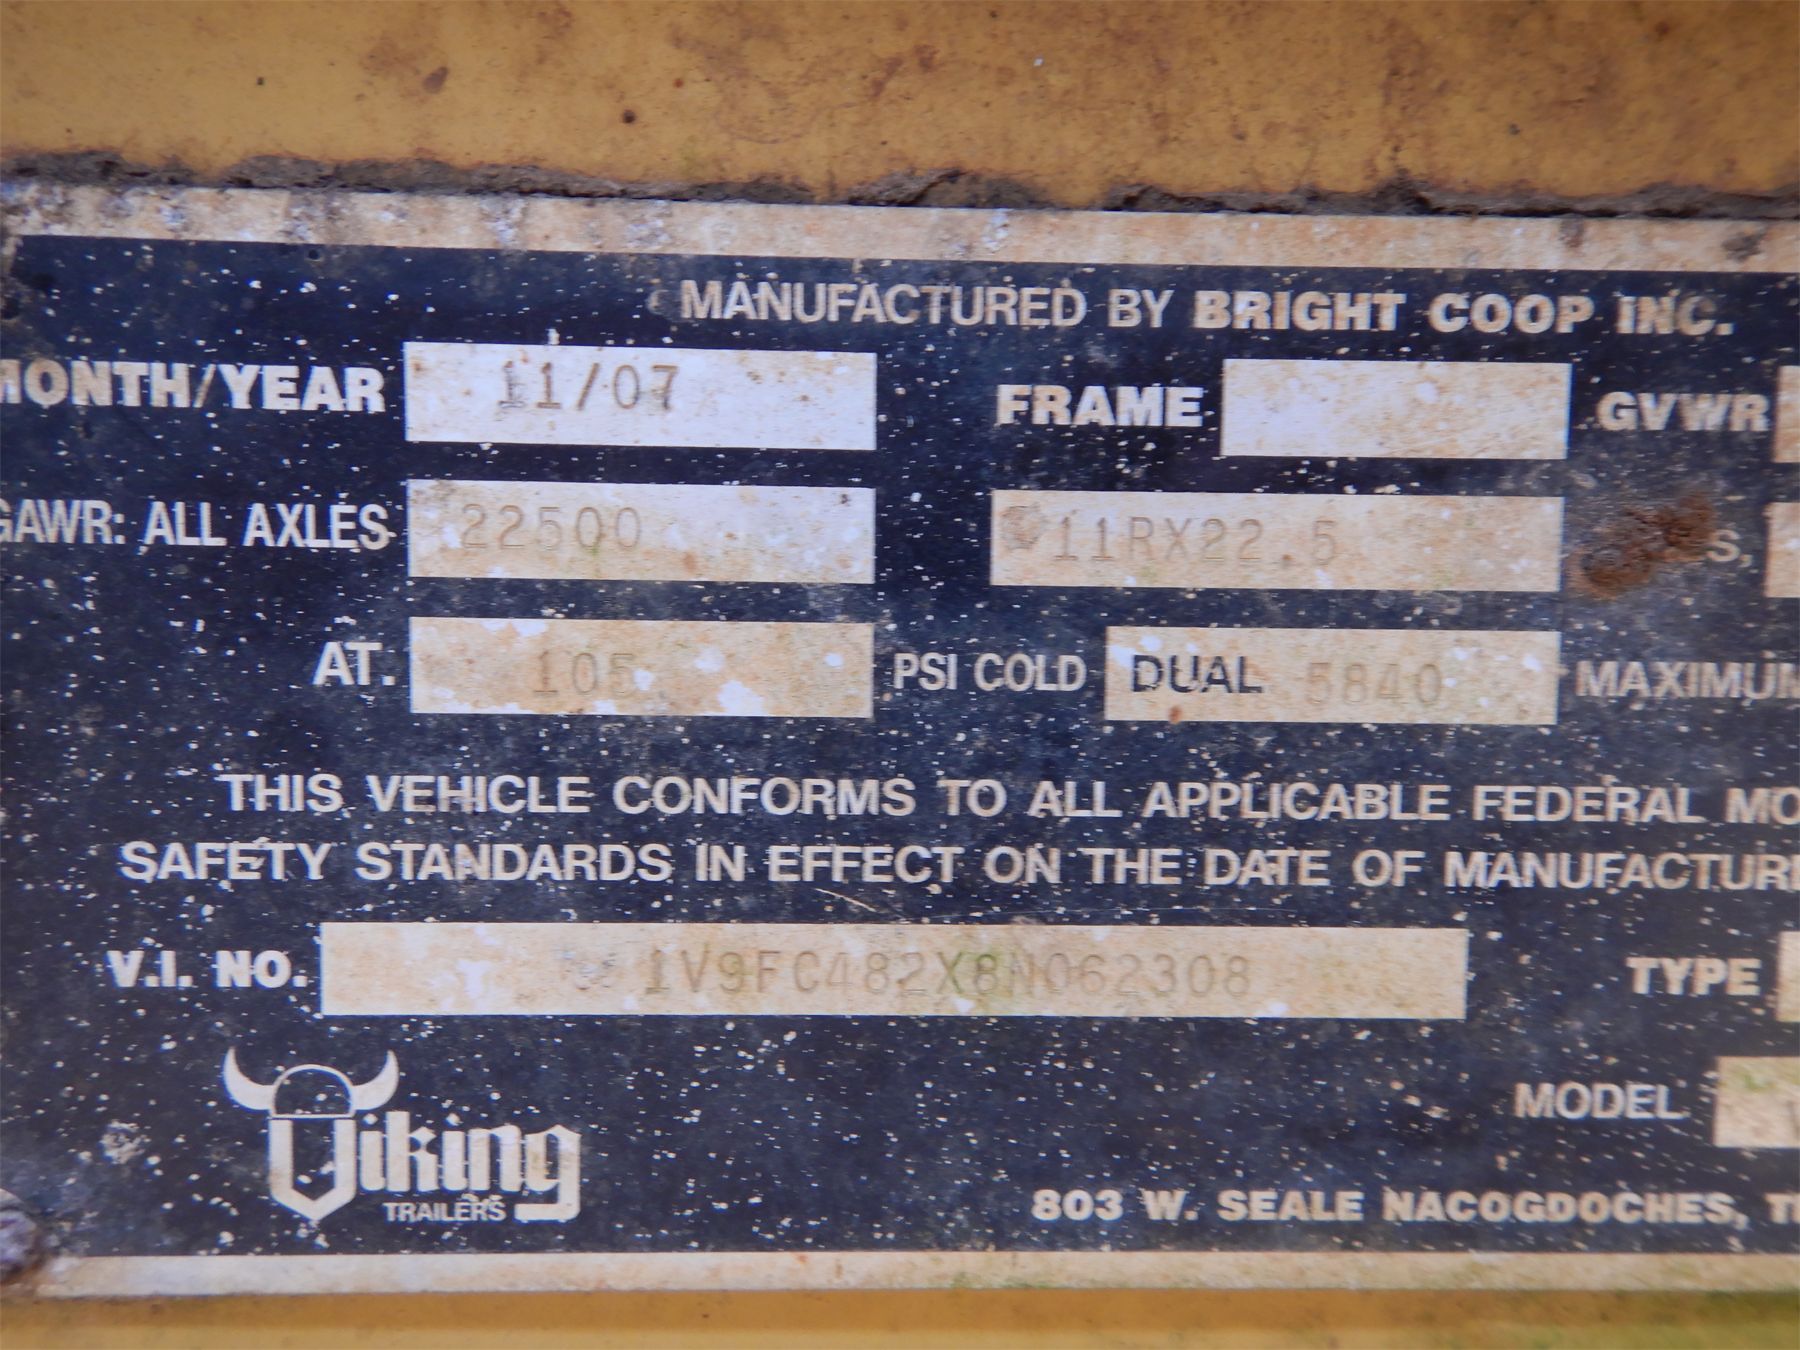 MANUFACTURED BY BRIGHT COOP INC.
MONTH/YEAR 11/07 FRAME GVWR
GAWR: ALL AXLES 22500 11RX22.5 S,
AT. 105 PSI COLD DUAL 5840 MAXIMUM
THIS VEHICLE CONFORMS TO ALL APPLICABLE FEDERAL MO
SAFETY STANDARDS IN EFFECT ON THE DATE OF MANUFACTURE
V.I. NO. 1V9FC482X8N062308 TYPE
MODEL
Viking
TRAILERS
803 W. SEALE NACOGDOCHES,